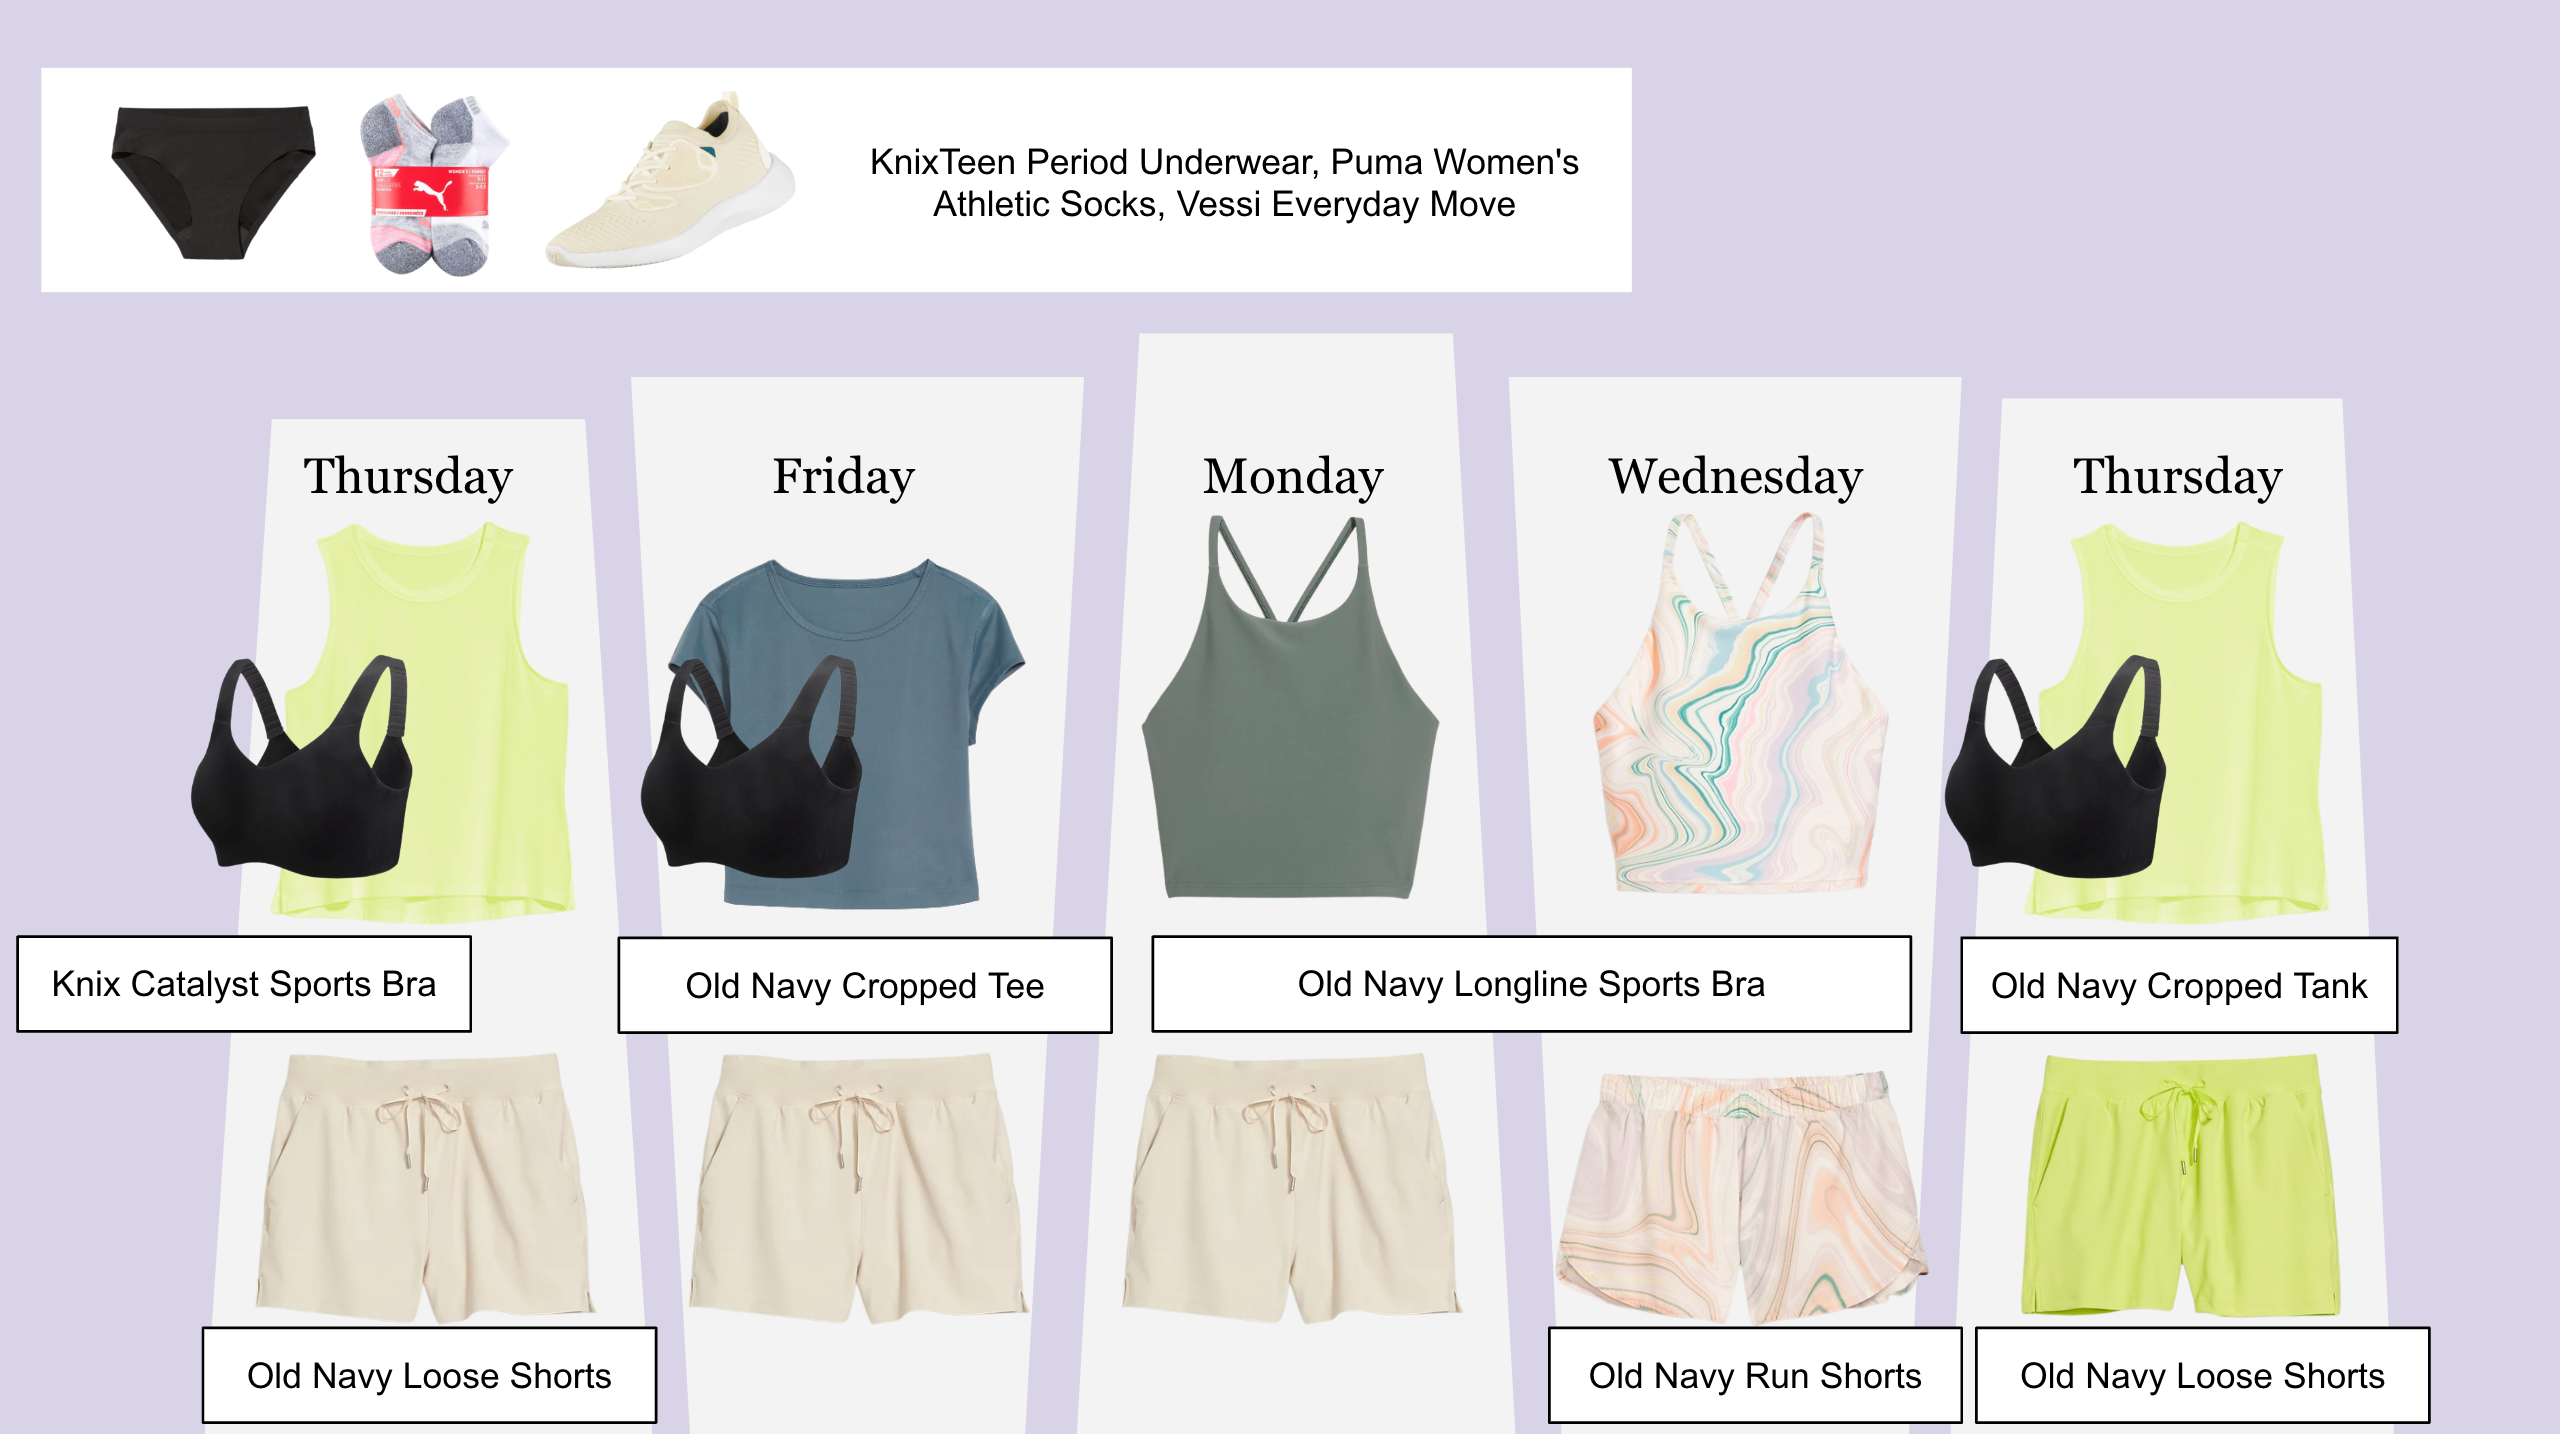 KnixTeen Period Underwear, Puma Women's
Athletic Socks, Vessi Everyday Move
Thursday
Friday
Monday
Wednesday
Thursday
Knix Catalyst Sports Bra
Old Navy Cropped Tee
Old Navy Longline Sports Bra
Old Navy Cropped Tank
Old Navy Loose Shorts
Old Navy Run Shorts
Old Navy Loose Shorts